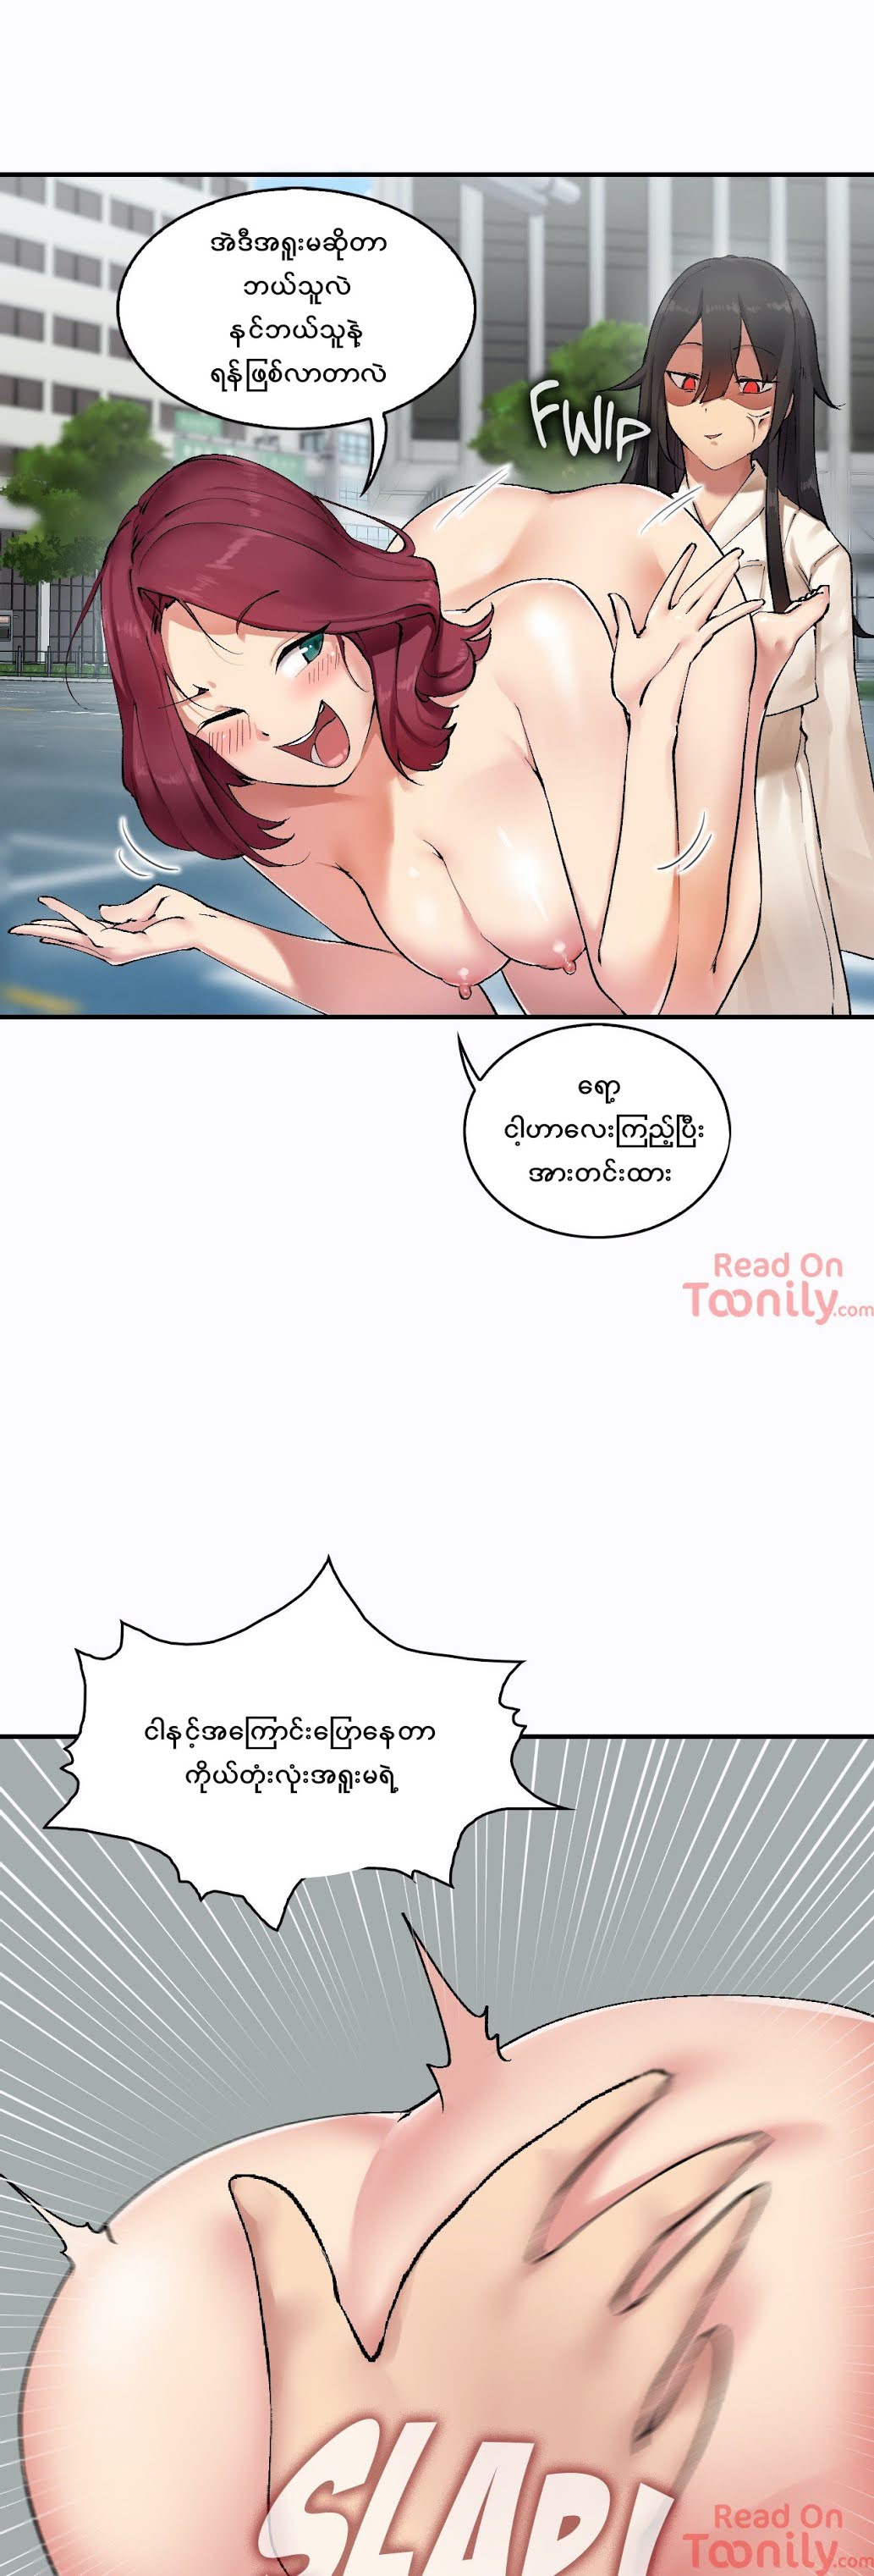 အဲဒီအရူးမဆိုတာ
ဘယ်သူလဲ
နင်ဘယ်သူနဲ့
ရန်ဖြစ်လာတာလဲ
FWIP
ရော့
ငါ့ဟာလေးကြည့်ပြီး
အားတင်းထား
Read On
Toonily.com
ငါနင့်အကြောင်းပြောနေတာ
ကိုယ်တုံးလုံးအရူးမရဲ့
SLAP!
Read On
Toonily.com